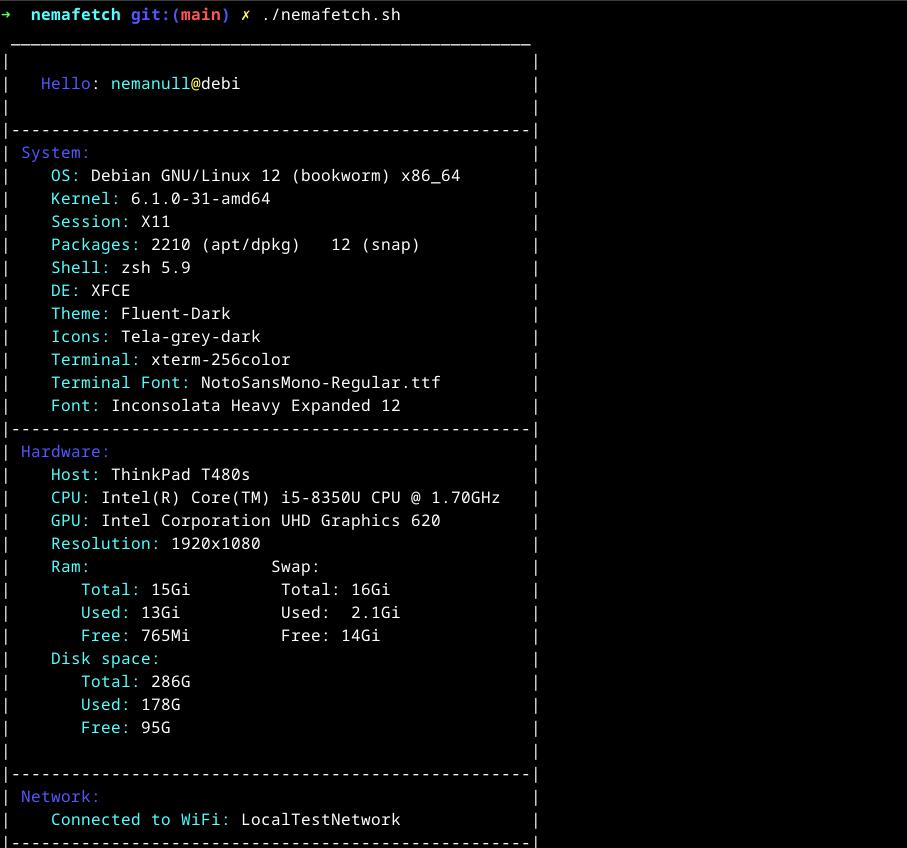 ➜  nemafetch git:(main) ✗ ./nemafetch.sh
 ____________________________________________________
|                                                    |
|   Hello: nemanull@debi                             |
|                                                    |
|----------------------------------------------------|
| System:                                            |
|    OS: Debian GNU/Linux 12 (bookworm) x86_64       |
|    Kernel: 6.1.0-31-amd64                          |
|    Session: X11                                    |
|    Packages: 2210 (apt/dpkg)   12 (snap)           |
|    Shell: zsh 5.9                                  |
|    DE: XFCE                                        |
|    Theme: Fluent-Dark                              |
|    Icons: Tela-grey-dark                           |
|    Terminal: xterm-256color                        |
|    Terminal Font: NotoSansMono-Regular.ttf         |
|    Font: Inconsolata Heavy Expanded 12             |
|----------------------------------------------------|
| Hardware:                                          |
|    Host: ThinkPad T480s                            |
|    CPU: Intel(R) Core(TM) i5-8350U CPU @ 1.70GHz   |
|    GPU: Intel Corporation UHD Graphics 620         |
|    Resolution: 1920x1080                           |
|    Ram:                  Swap:                     |
|       Total: 15Gi         Total: 16Gi              |
|       Used: 13Gi          Used:  2.1Gi             |
|       Free: 765Mi         Free: 14Gi               |
|    Disk space:                                     |
|       Total: 286G                                  |
|       Used: 178G                                   |
|       Free: 95G                                    |
|                                                    |
|----------------------------------------------------|
| Network:                                           |
|    Connected to WiFi: LocalTestNetwork             |
|----------------------------------------------------|